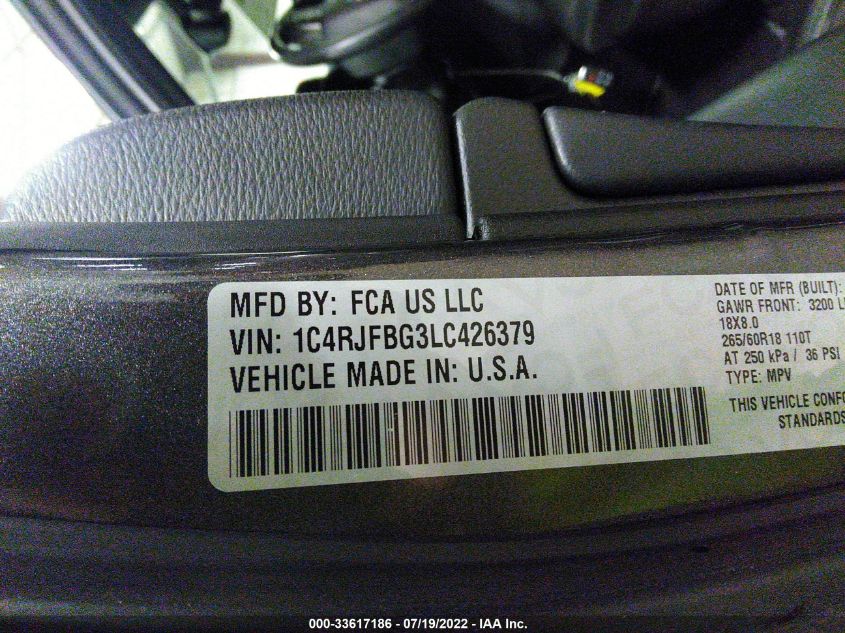 MFD BY: FCA US LLC
VIN: 1C4RJFBG3LC426379
VEHICLE MADE IN: U.S.A.
DATE OF MFR (BUILT):
GAWR FRONT: 3200
18X8.0
265/60R18 110T
AT 250 kPa / 36 PSI
TYPE: MPV
THIS VEHICLE
STANDARDS
000-33617186 - 07/19/2022 - IAA Inc.